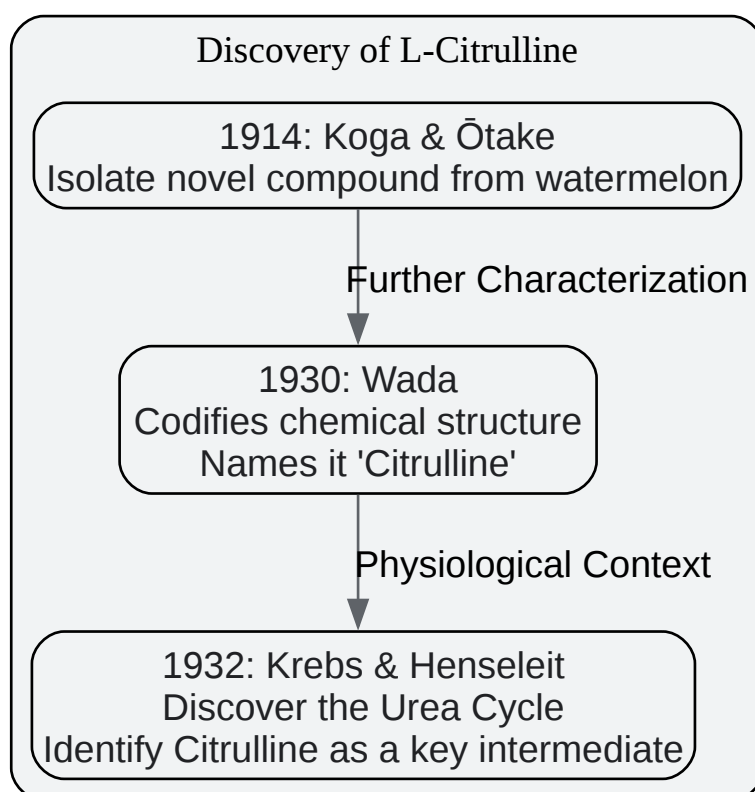 Discovery of L-Citrulline
1914: Koga & Ōtake
Isolate novel compound from watermelon
Further Characterization
1930: Wada
Codifies chemical structure
Names it 'Citrulline'
Physiological Context
1932: Krebs & Henseleit
Discover the Urea Cycle
Identify Citrulline as a key intermediate